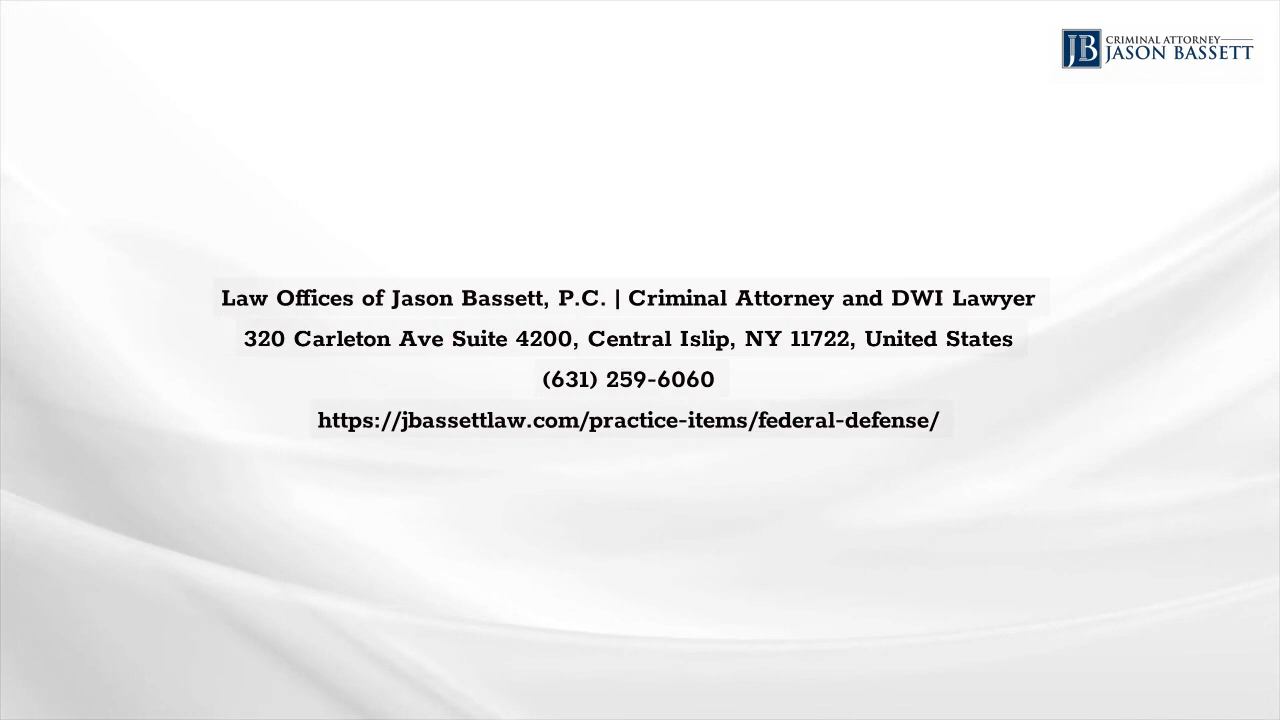 JB
CRIMINAL ATTORNEY
JASON BASSETT
Law Offices of Jason Bassett, P.C. | Criminal Attorney and DWI Lawyer
320 Carleton Ave Suite 4200, Central Islip, NY 11722, United States
(631) 259-6060
https://jbassettlaw.com/practice-items/federal-defense/